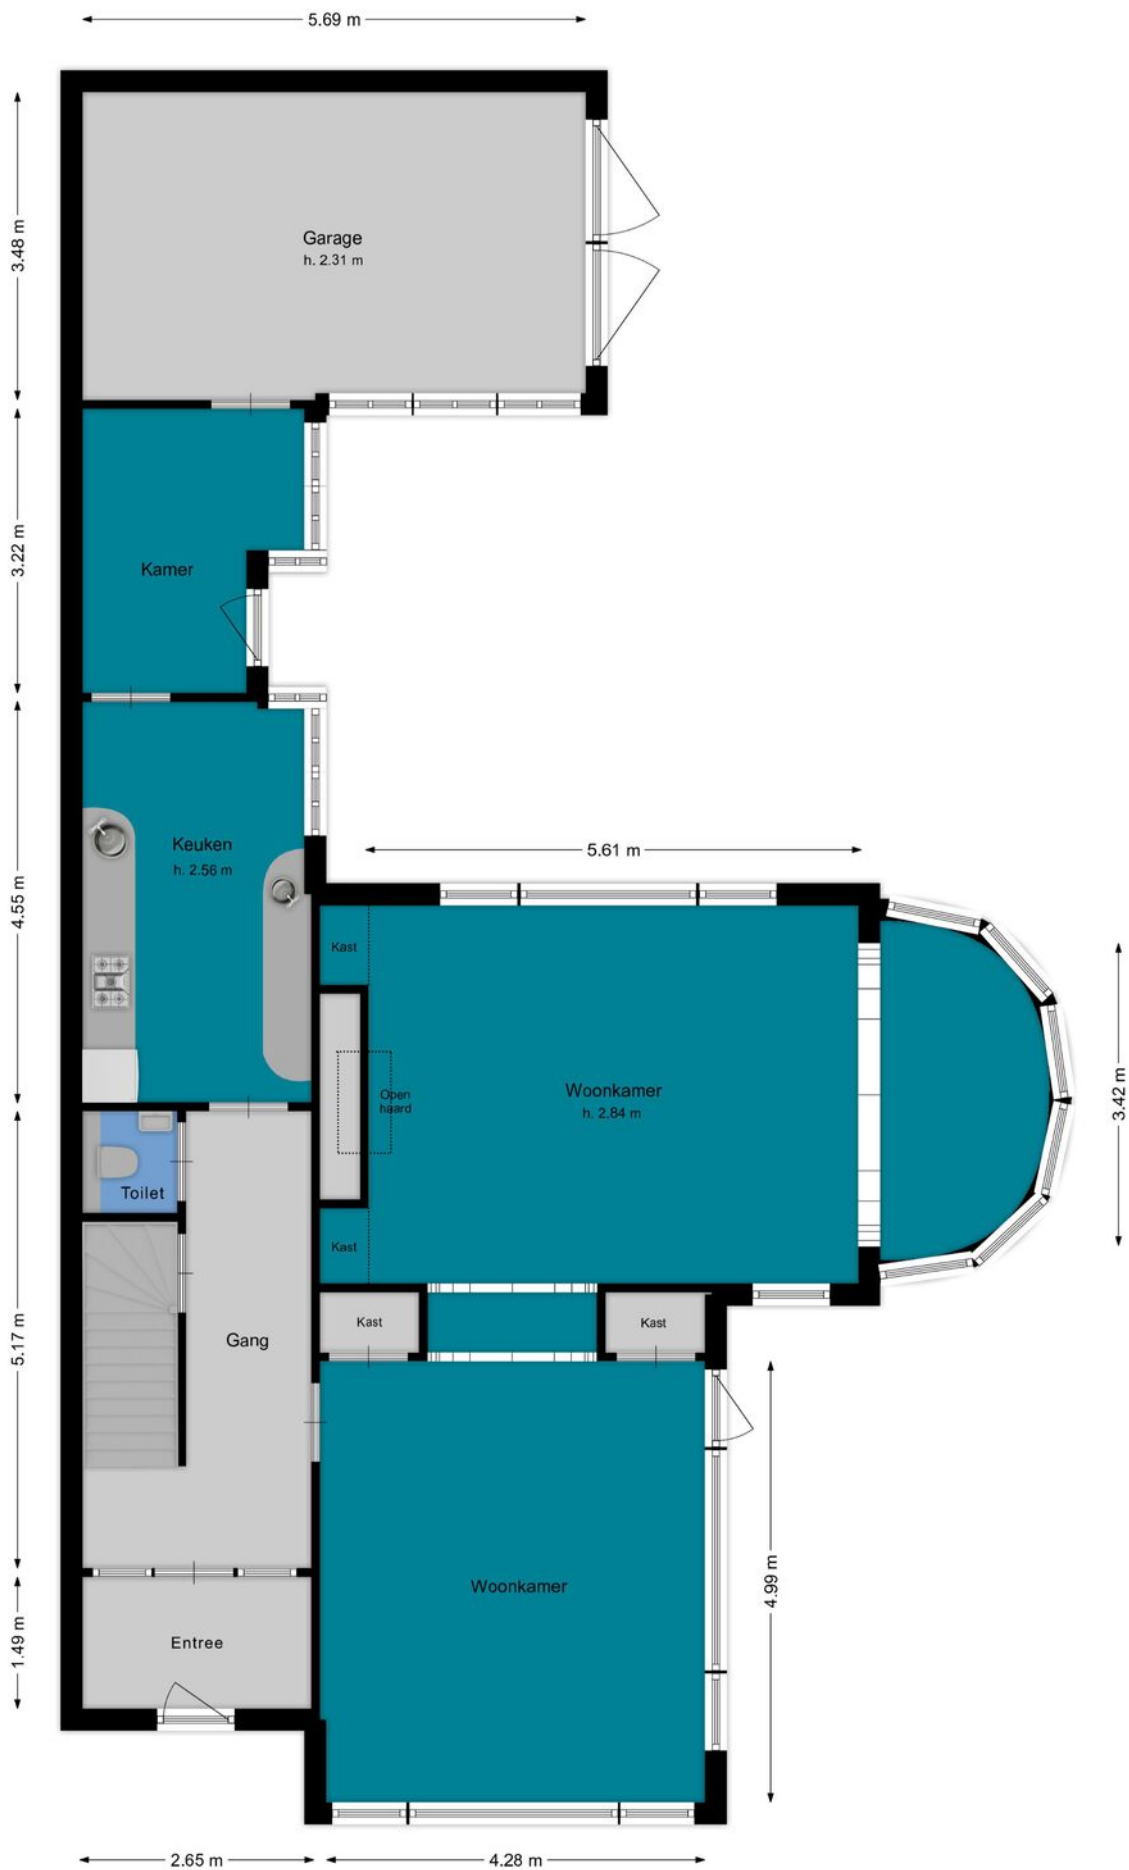 5.69 m
3.48 m
Garage
h. 2.31 m
3.22 m
Kamer
4.55 m
Keuken
h. 2.56 m
5.61 m
Kast
3.42 m
Woonkamer
h. 2.84 m
Open
haard
Toilet
Kast
5.17 m
Gang
Kast
Kast
4.99 m
Woonkamer
1.49 m
Entree
2.65 m
4.28 m